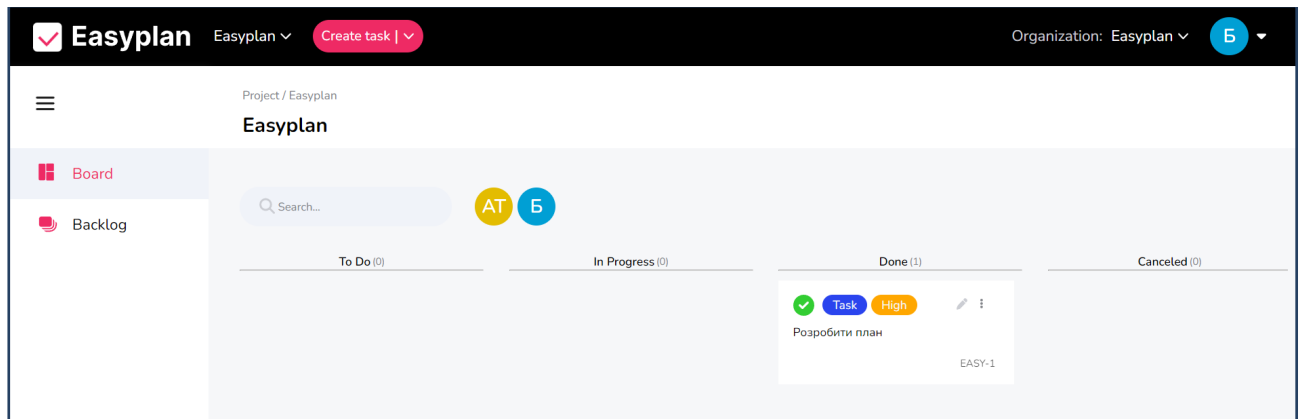 Easyplan Easyplan Create task | Organization: Easyplan Б
Project / Easyplan
Easyplan
Board
Backlog
Search... АТ Б
To Do (0) In Progress (0) Done (1) Canceled (0)
Task High
Розробити план
EASY-1